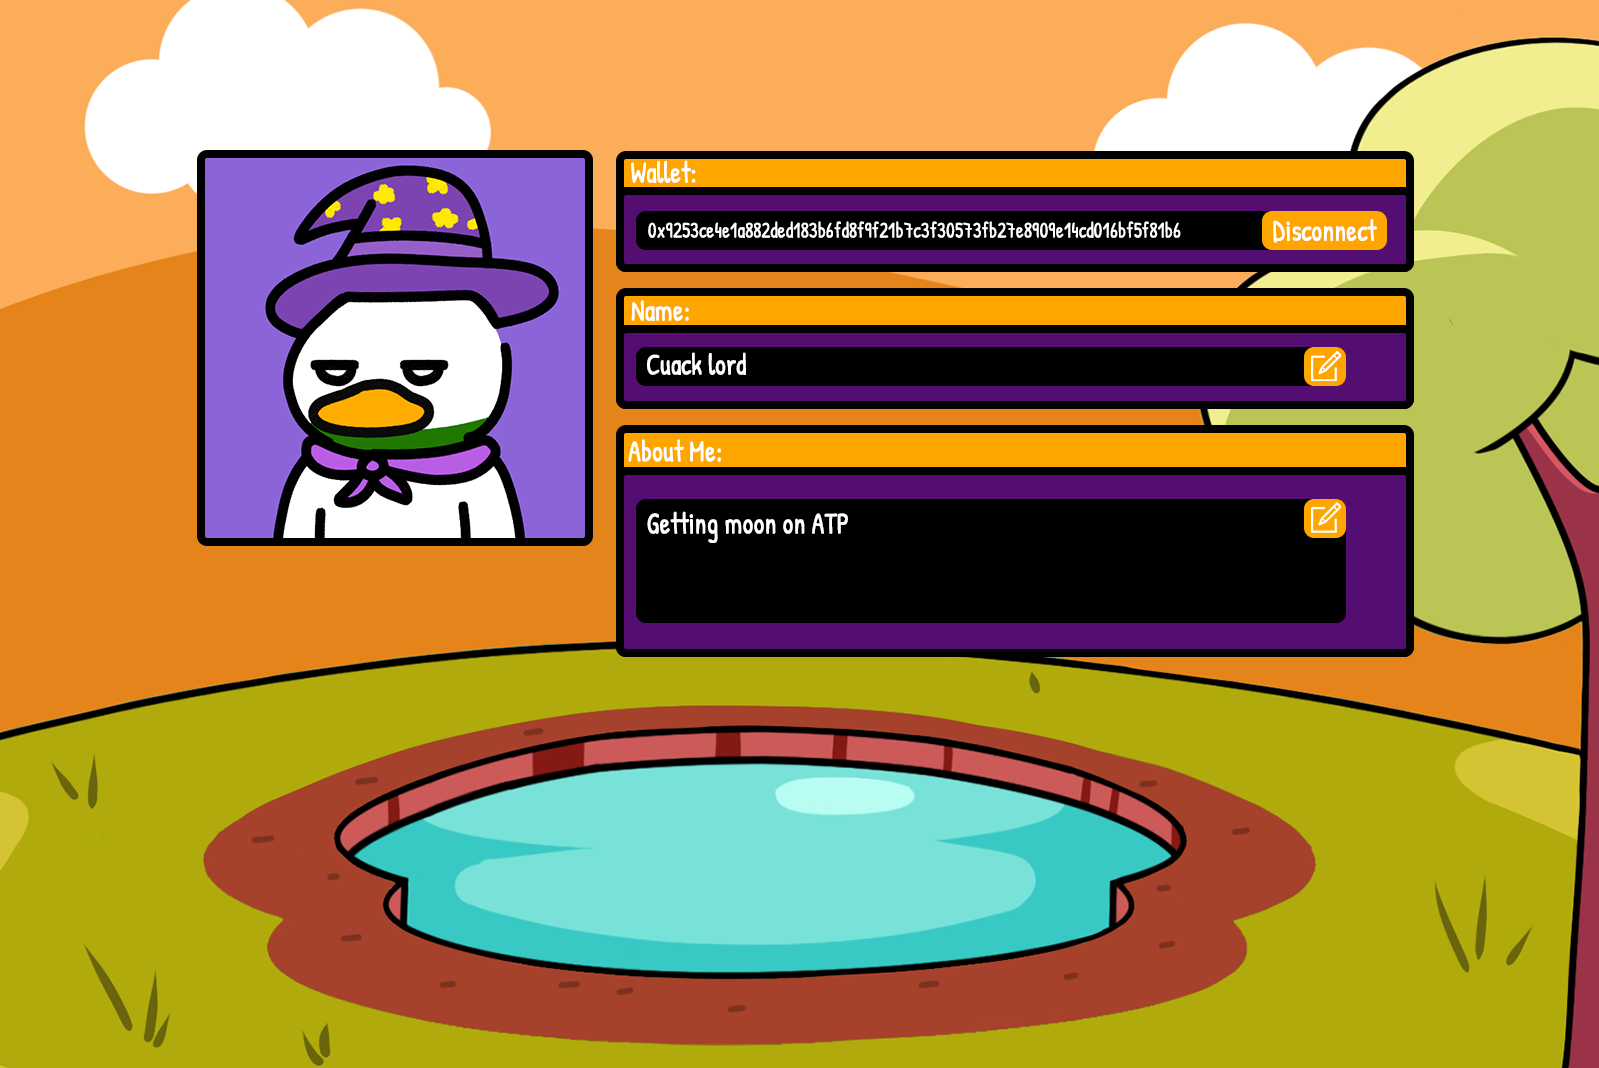 Wallet:
0x9253ce4e1a882ded183b6fd8f9f21b7c3f30573fb27e8909e14cd016bf5f81b6
Disconnect
Name:
Cuack lord
About Me:
Getting moon on ATP